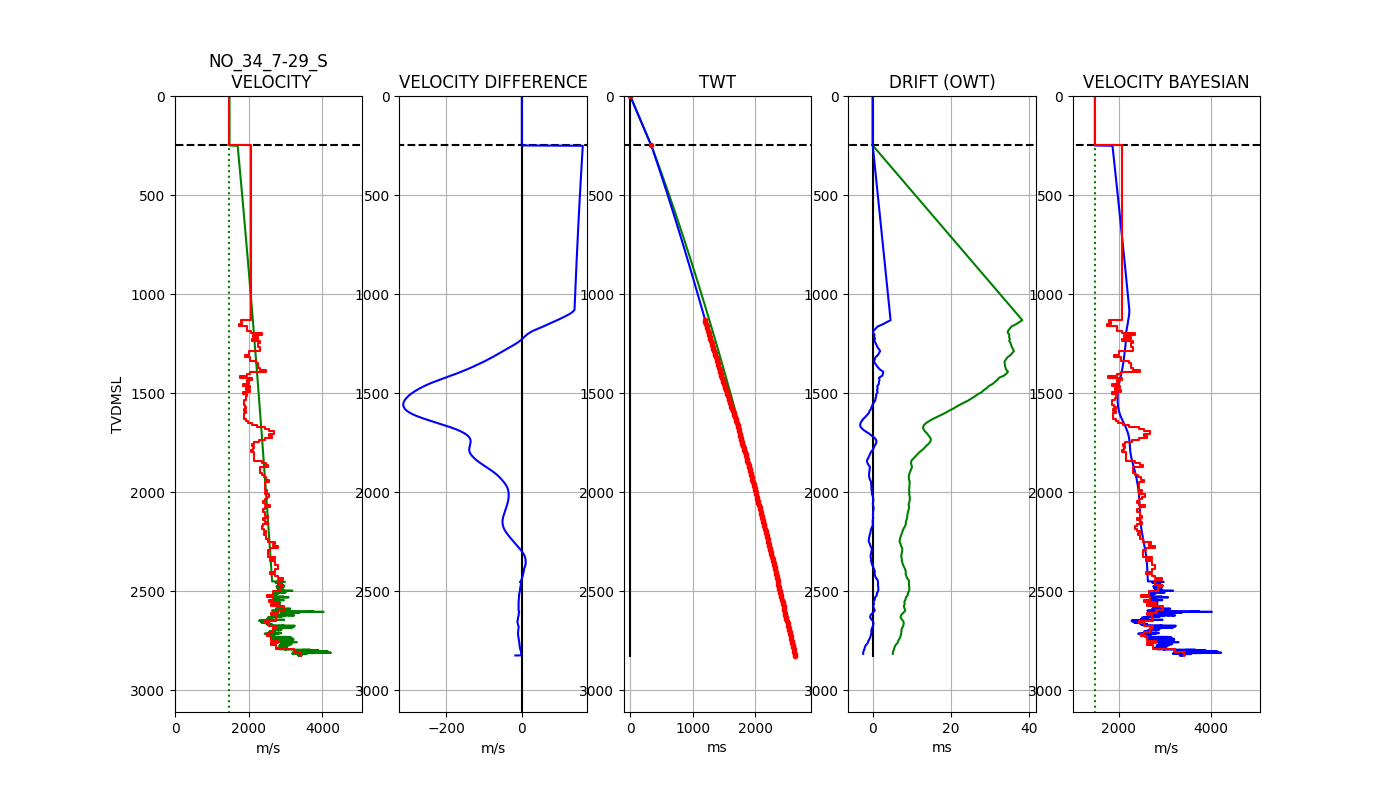 NO_34_7-29_S
VELOCITY
VELOCITY DIFFERENCE
TWT
DRIFT (OWT)
VELOCITY BAYESIAN
0 0 0 0 0
500 500 500 500 500
1000 1000 1000 1000 1000
1500 1500 1500 1500 1500
2000 2000 2000 2000 2000
2500 2500 2500 2500 2500
3000 3000 3000 3000 3000
TVDMSL
0 2000 4000
−200 0
0 1000 2000
0 20 40
2000 4000
m/s
m/s
ms
ms
m/s